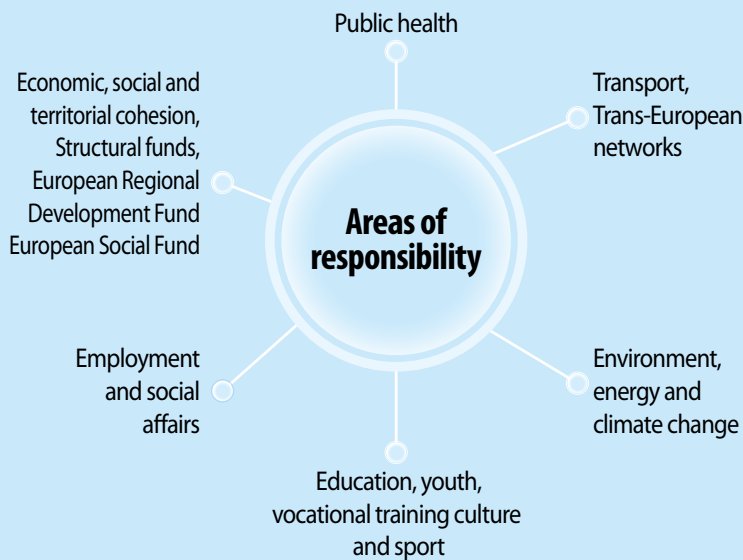 Public health
Economic, social and
territorial cohesion,
Structural funds,
European Regional
Development Fund
European Social Fund
Transport,
Trans-European
networks
Areas of
responsibility
Employment
and social
affairs
Environment,
energy and
climate change
Education, youth,
vocational training culture
and sport